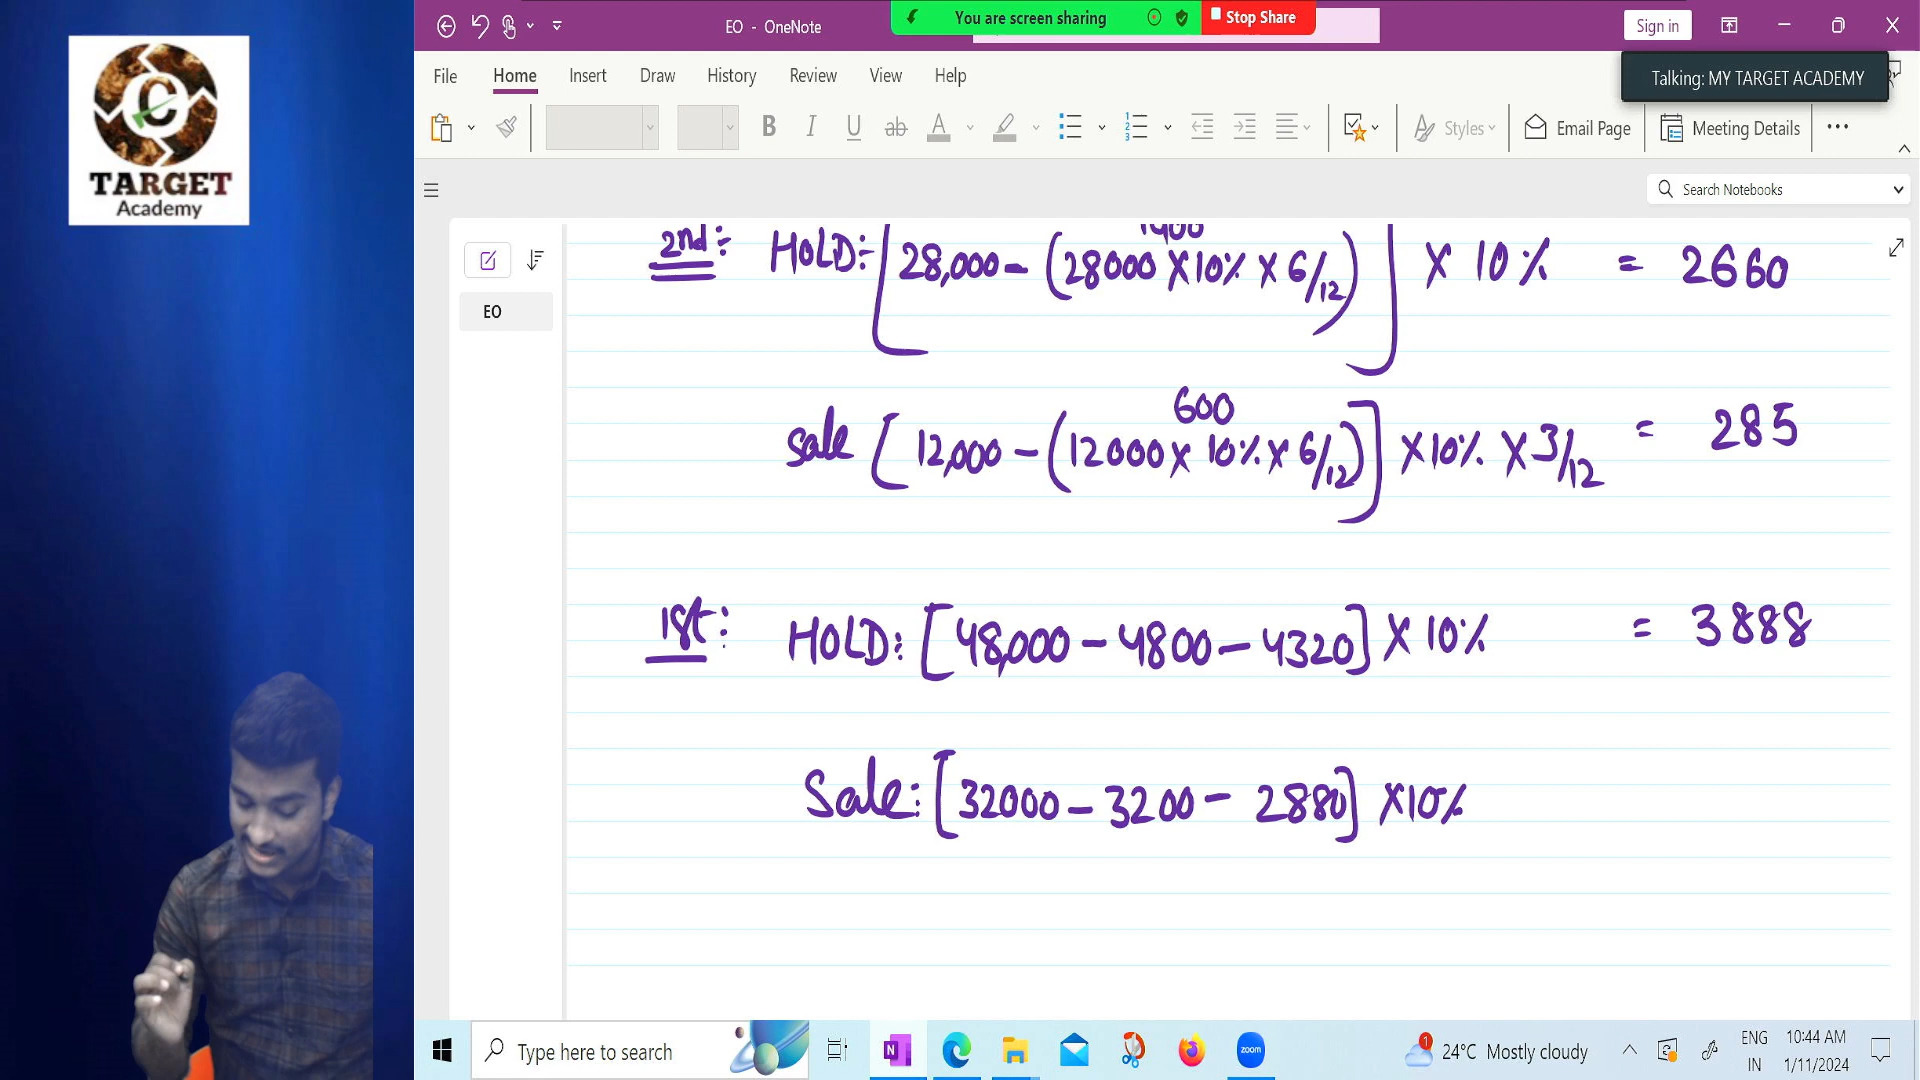 C
TARGET
Academy
EO - OneNote
You are screen sharing
Stop Share
Sign in
Talking: MY TARGET ACADEMY
File Home Insert Draw History Review View Help
B I U ab A Styles Email Page Meeting Details
Search Notebooks
EO
1400
2nd:- HOLD:- [28,000 - (28000 X 10% X 6/12)] X 10% = 2660
600
Sale [12,000 - (12000 X 10% X 6/12)] X 10% X 3/12 = 285
1st: HOLD: [48,000 - 4800 - 4320] X 10% = 3888
Sale: [32000 - 3200 - 2880] X 10%
Type here to search
N
zoom
1
24°C Mostly cloudy
ENG
IN
10:44 AM
1/11/2024